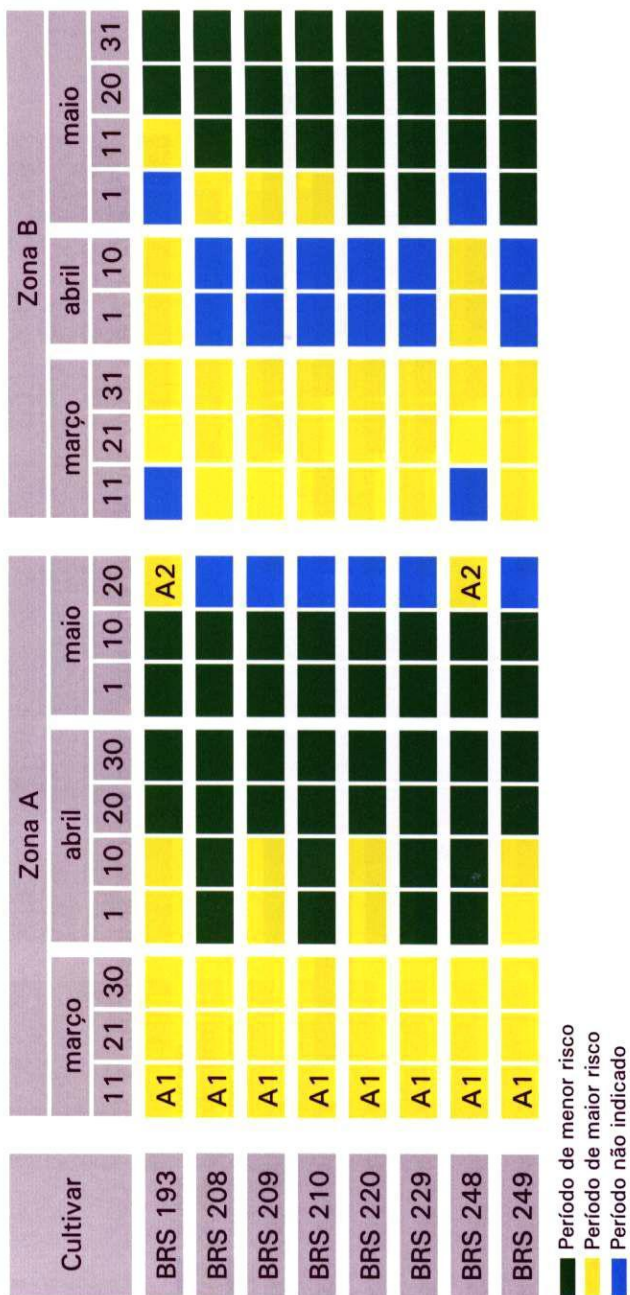 Cultivar Zona A Zona B
março abril maio março abril maio
11 21 30 1 10 20 30 1 10 20 11 21 31 1 10 1 11 20 31
BRS 193 A1 A2
BRS 208 A1
BRS 209 A1
BRS 210 A1
BRS 220 A1
BRS 229 A1
BRS 248 A1 A2
BRS 249 A1
Período de menor risco
Período de maior risco
Período não indicado